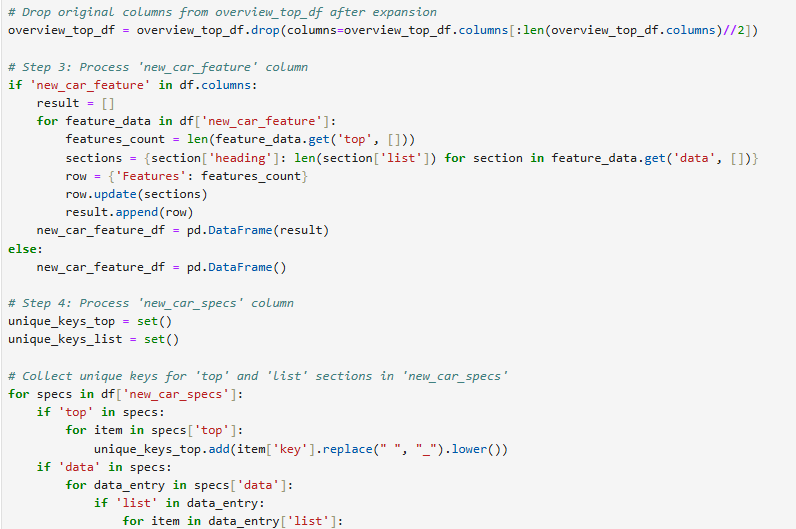 # Drop original columns from overview_top_df after expansion
overview_top_df = overview_top_df.drop(columns=overview_top_df.columns[:len(overview_top_df.columns)//2])

# Step 3: Process 'new_car_feature' column
if 'new_car_feature' in df.columns:
    result = []
    for feature_data in df['new_car_feature']:
        features_count = len(feature_data.get('top', []))
        sections = {section['heading']: len(section['list']) for section in feature_data.get('data', [])}
        row = {'Features': features_count}
        row.update(sections)
        result.append(row)
    new_car_feature_df = pd.DataFrame(result)
else:
    new_car_feature_df = pd.DataFrame()

# Step 4: Process 'new_car_specs' column
unique_keys_top = set()
unique_keys_list = set()

# Collect unique keys for 'top' and 'list' sections in 'new_car_specs'
for specs in df['new_car_specs']:
    if 'top' in specs:
        for item in specs['top']:
            unique_keys_top.add(item['key'].replace(" ", "_").lower())
    if 'data' in specs:
        for data_entry in specs['data']:
            if 'list' in data_entry:
                for item in data_entry['list']: